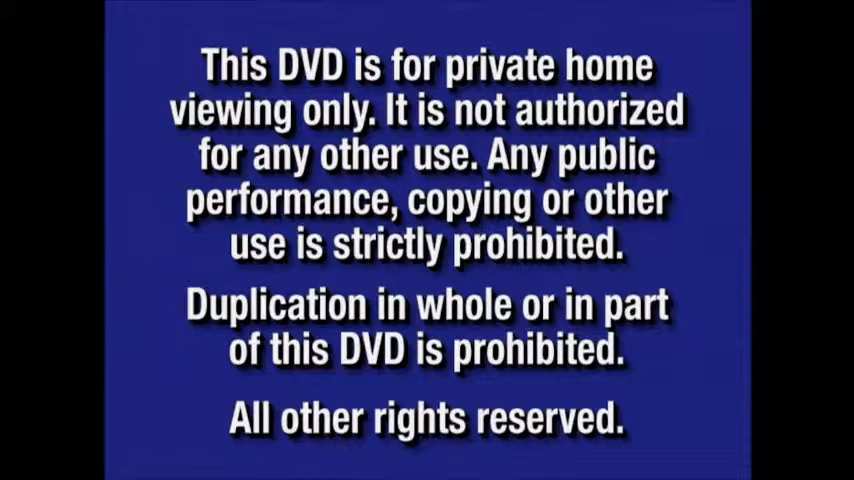 This DVD is for private home
viewing only. It is not authorized
for any other use. Any public
performance, copying or other
use is strictly prohibited.
Duplication in whole or in part
of this DVD is prohibited.
All other rights reserved.